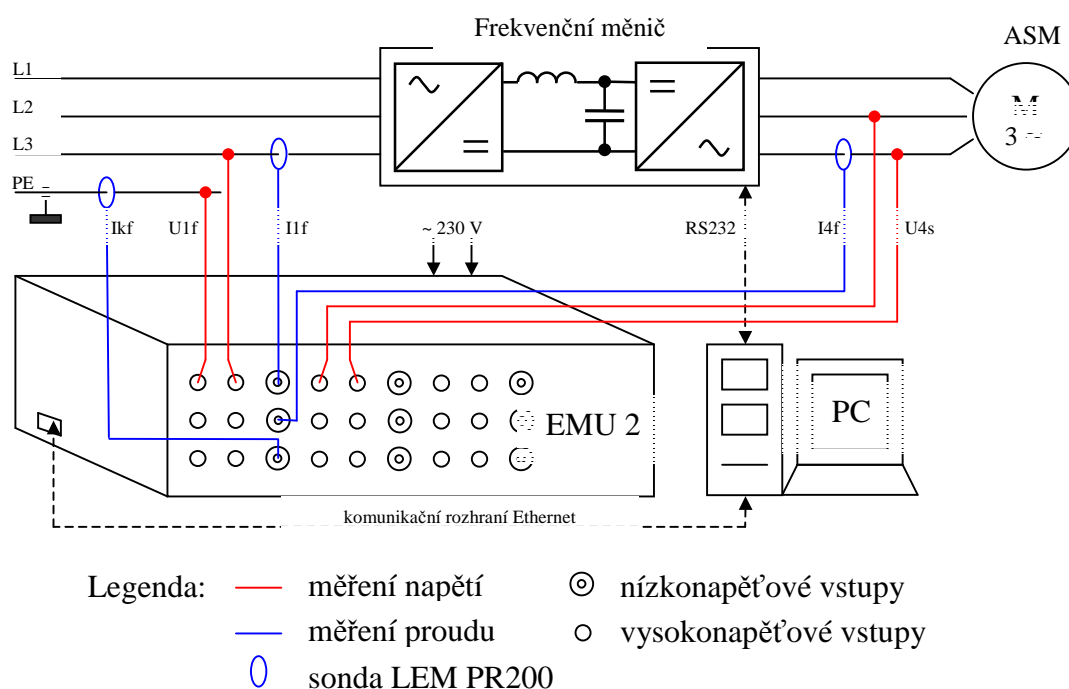 Frekvenční měnič
ASM
L1
L2
L3
PE
M
3 ~
Ikf
U1f
I1f
~ 230 V
RS232
I4f
U4s
EMU 2
PC
komunikační rozhraní Ethernet
Legenda:
měření napětí
nízkonapěťové vstupy
měření proudu
vysokonapěťové vstupy
sonda LEM PR200